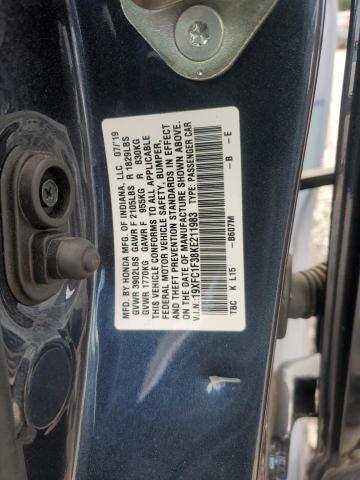 MFD. BY HONDA MFG. OF INDIANA, LLC 07/'19
GVWR 3902LBS GAWR F 2105LBS R 1829LBS
GVWR 1770KG GAWR F 955KG R 830KG
THIS VEHICLE CONFORMS TO ALL APPLICABLE
FEDERAL MOTOR VEHICLE SAFETY, BUMPER,
AND THEFT PREVENTION STANDARDS IN EFFECT
ON THE DATE OF MANUFACTURE SHOWN ABOVE.
V.I.N.:19XFC1F38KE211983 TYPE: PASSENGER CAR
TBC K L15 -B607M -B -E